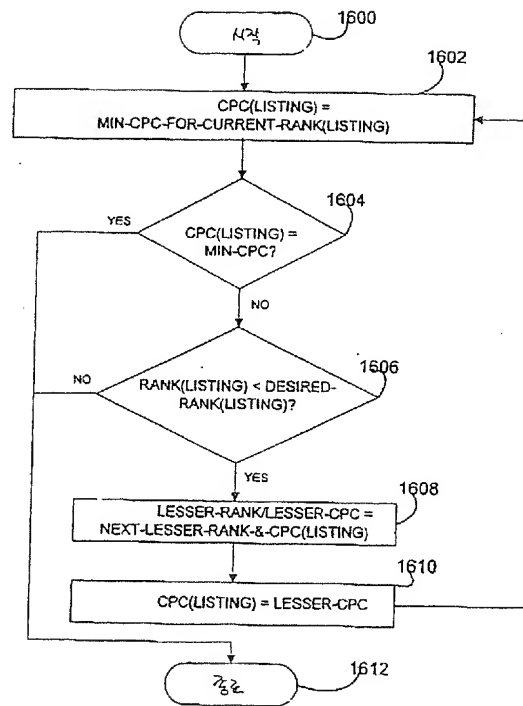 시작
1600
1602
CPC(LISTING) =
MIN-CPC-FOR-CURRENT-RANK(LISTING)
1604
YES
CPC(LISTING) =
MIN-CPC?
NO
1606
NO
RANK(LISTING) < DESIRED-
RANK(LISTING)?
YES
1608
LESSER-RANK/LESSER-CPC =
NEXT-LESSER-RANK-&-CPC(LISTING)
1610
CPC(LISTING) = LESSER-CPC
종료
1612